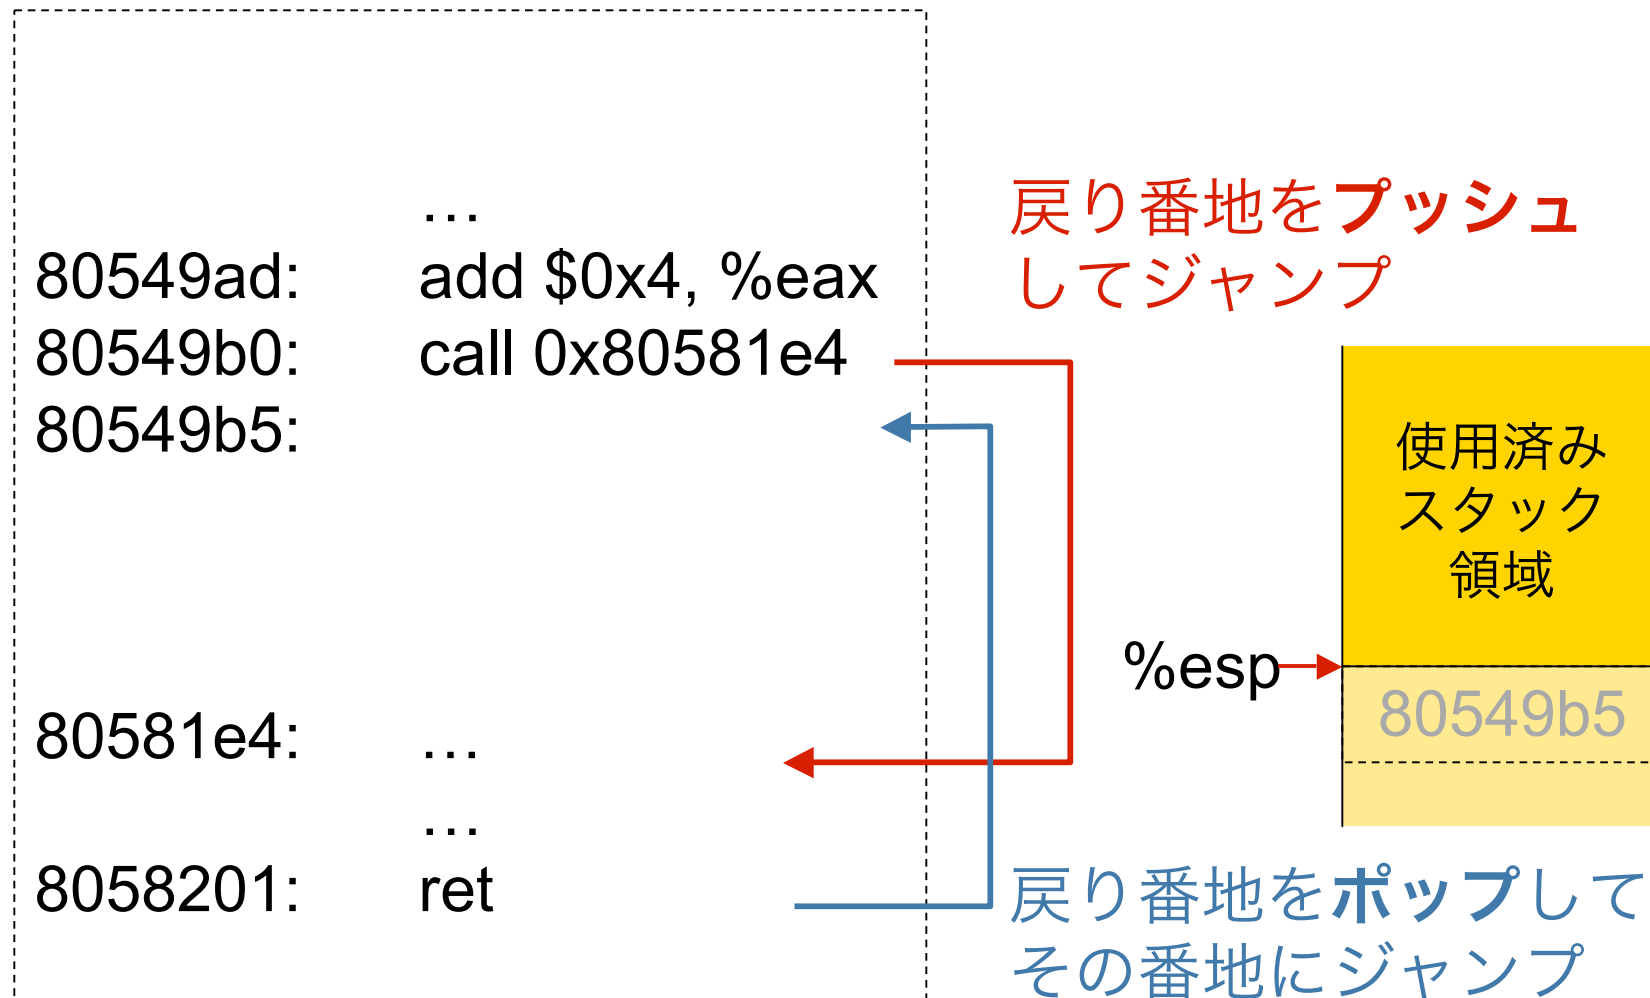 …
80549ad: add $0x4, %eax
80549b0: call 0x80581e4
80549b5:
80581e4: …
…
8058201: ret
戻り番地をプッシュ
してジャンプ
使用済み
スタック
領域
%esp
80549b5
戻り番地をポップして
その番地にジャンプ